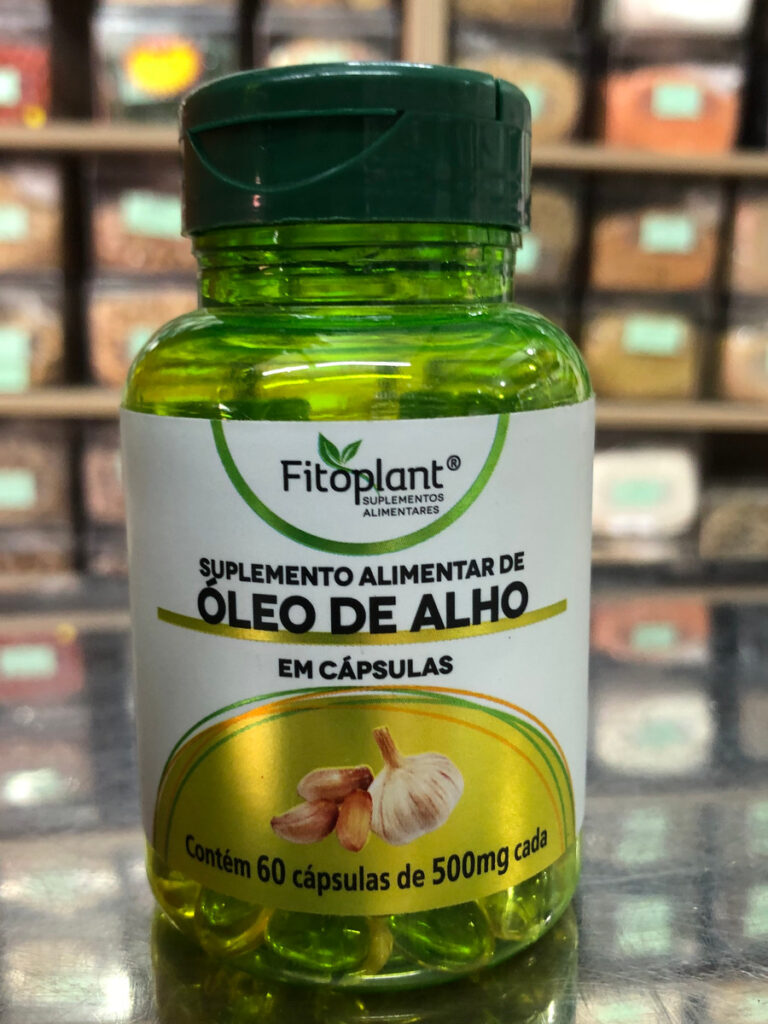 Fitoplant®
SUPLEMENTOS
ALIMENTARES
SUPLEMENTO ALIMENTAR DE
ÓLEO DE ALHO
EM CÁPSULAS
Contém 60 cápsulas de 500mg cada